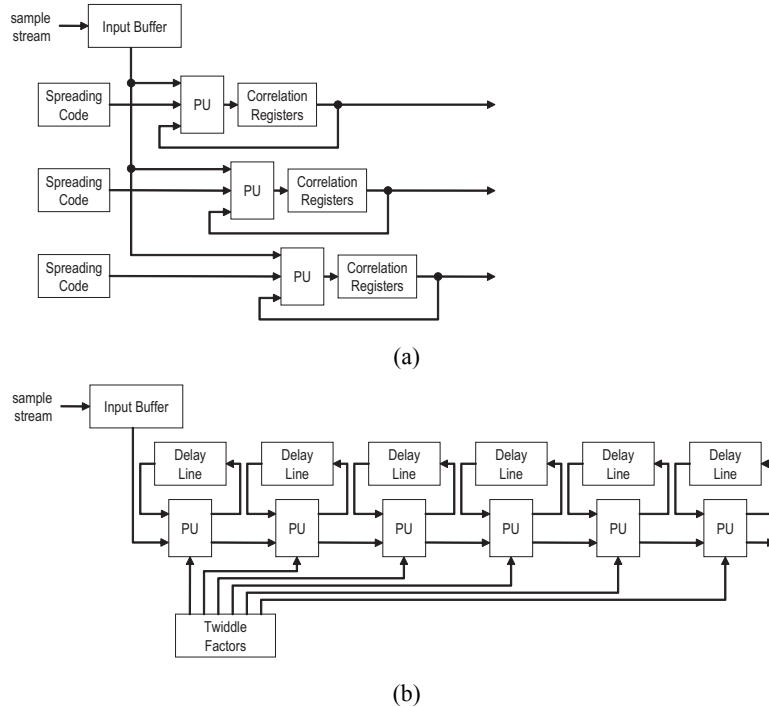 sample
stream
Input Buffer
Spreading
Code
PU
Correlation
Registers
Spreading
Code
PU
Correlation
Registers
Spreading
Code
PU
Correlation
Registers
(a)
sample
stream
Input Buffer
Delay
Line
Delay
Line
Delay
Line
Delay
Line
Delay
Line
Delay
Line
PU
PU
PU
PU
PU
PU
Twiddle
Factors
(b)